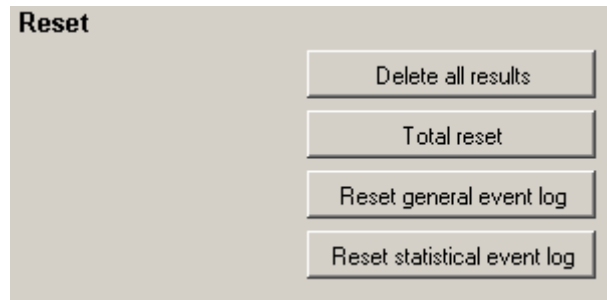 Reset
Delete all results
Total reset
Reset general event log
Reset statistical event log